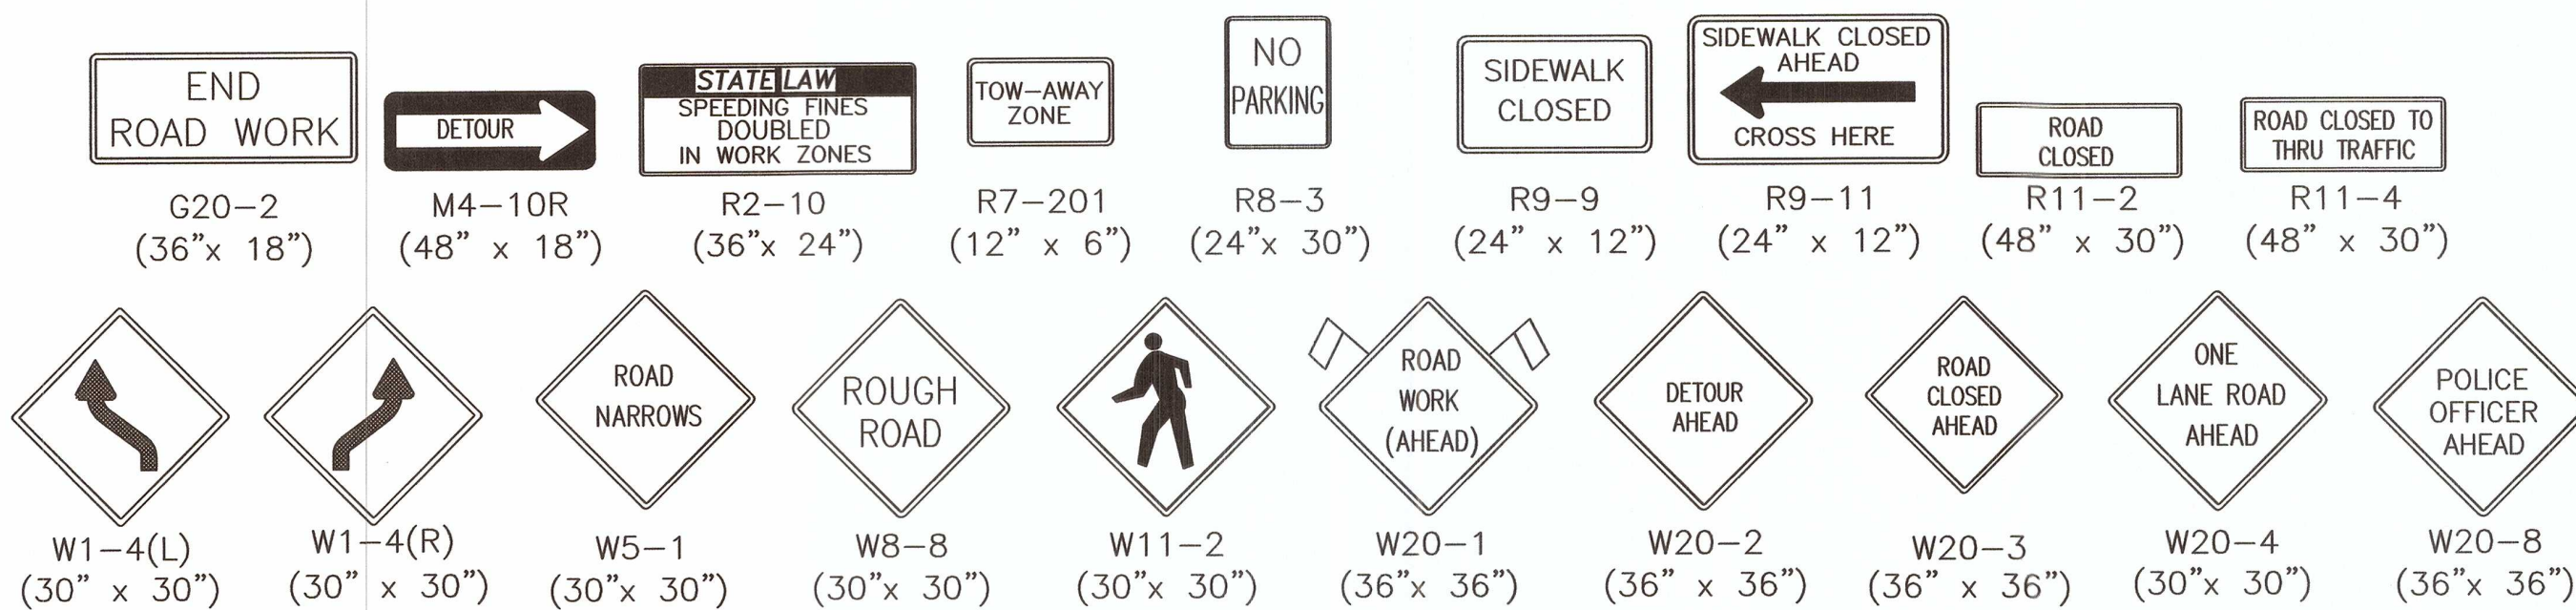 END
ROAD WORK
G20-2
(36"x 18")
DETOUR
M4-10R
(48" x 18")
STATE LAW
SPEEDING FINES
DOUBLED
IN WORK ZONES
R2-10
(36"x 24")
TOW-AWAY
ZONE
R7-201
(12" x 6")
NO
PARKING
R8-3
(24"x 30")
SIDEWALK
CLOSED
R9-9
(24" x 12")
SIDEWALK CLOSED
AHEAD
CROSS HERE
R9-11
(24" x 12")
ROAD
CLOSED
R11-2
(48" x 30")
ROAD CLOSED TO
THRU TRAFFIC
R11-4
(48" x 30")
W1-4(L)
(30" x 30")
W1-4(R)
(30" x 30")
ROAD
NARROWS
W5-1
(30"x 30")
ROUGH
ROAD
W8-8
(30"x 30")
W11-2
(30"x 30")
ROAD
WORK
(AHEAD)
W20-1
(36"x 36")
DETOUR
AHEAD
W20-2
(36" x 36")
ROAD
CLOSED
AHEAD
W20-3
(36" x 36")
ONE
LANE ROAD
AHEAD
W20-4
(30"x 30")
POLICE
OFFICER
AHEAD
W20-8
(36"x 36")